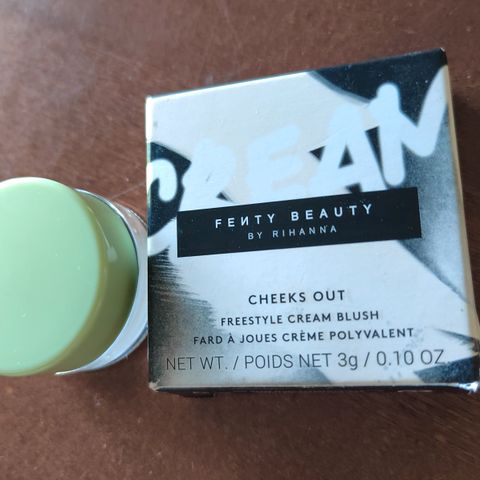 CREAM
FENTY BEAUTY
BY RIHANNA
CHEEKS OUT
FREESTYLE CREAM BLUSH
FARD À JOUES CRÈME POLYVALENT
NET WT. / POIDS NET 3g / 0.10 OZ